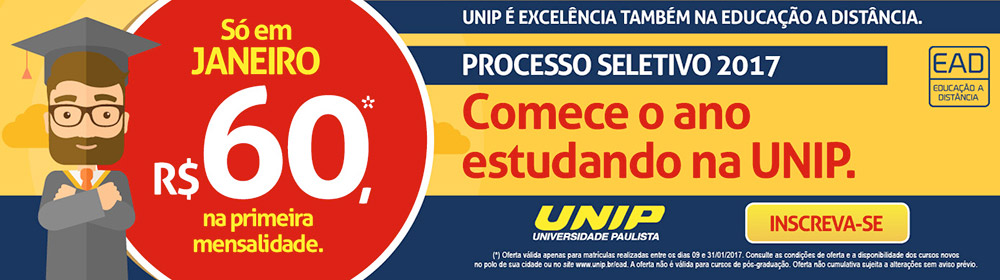 Só em
JANEIRO
R$60,*
na primeira
mensalidade.
UNIP É EXCELÊNCIA TAMBÉM NA EDUCAÇÃO A DISTÂNCIA.
PROCESSO SELETIVO 2017
EAD
EDUCAÇÃO A
DISTÂNCIA
Comece o ano
estudando na UNIP.
UNIP
UNIVERSIDADE PAULISTA
INSCREVA-SE
(*) Oferta válida apenas para matrículas realizadas entre os dias 09 e 31/01/2017. Consulte as condições de oferta e a disponibilidade dos cursos novos
no polo de sua cidade ou no site www.unip.br/ead. A oferta não é válida para cursos de pós-graduação. Oferta não cumulativa sujeita a alterações sem aviso prévio.